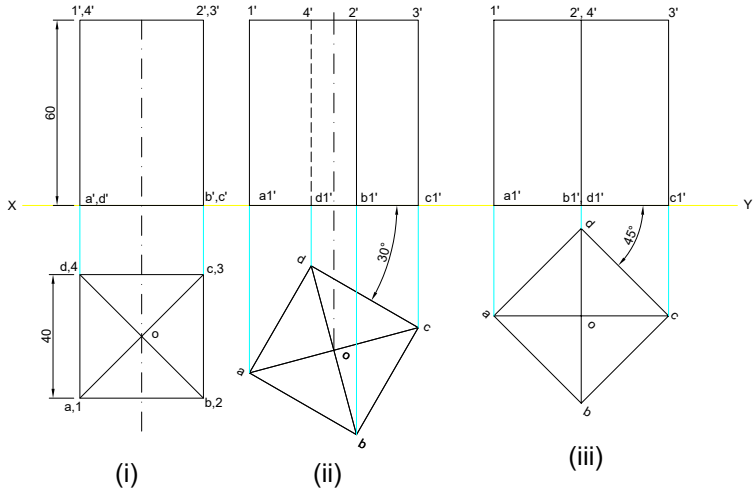 1',4' 2',3' 1' 4' 2' 3' 1' 2', 4' 3'
60
a',d' b',c' a1' d1' b1' c1' a1' b1' d1' c1'
X Y
30° 45°
d,4 c,3 d d
40 o c a o c
a o
a,1 b,2 b b
(i) (ii) (iii)